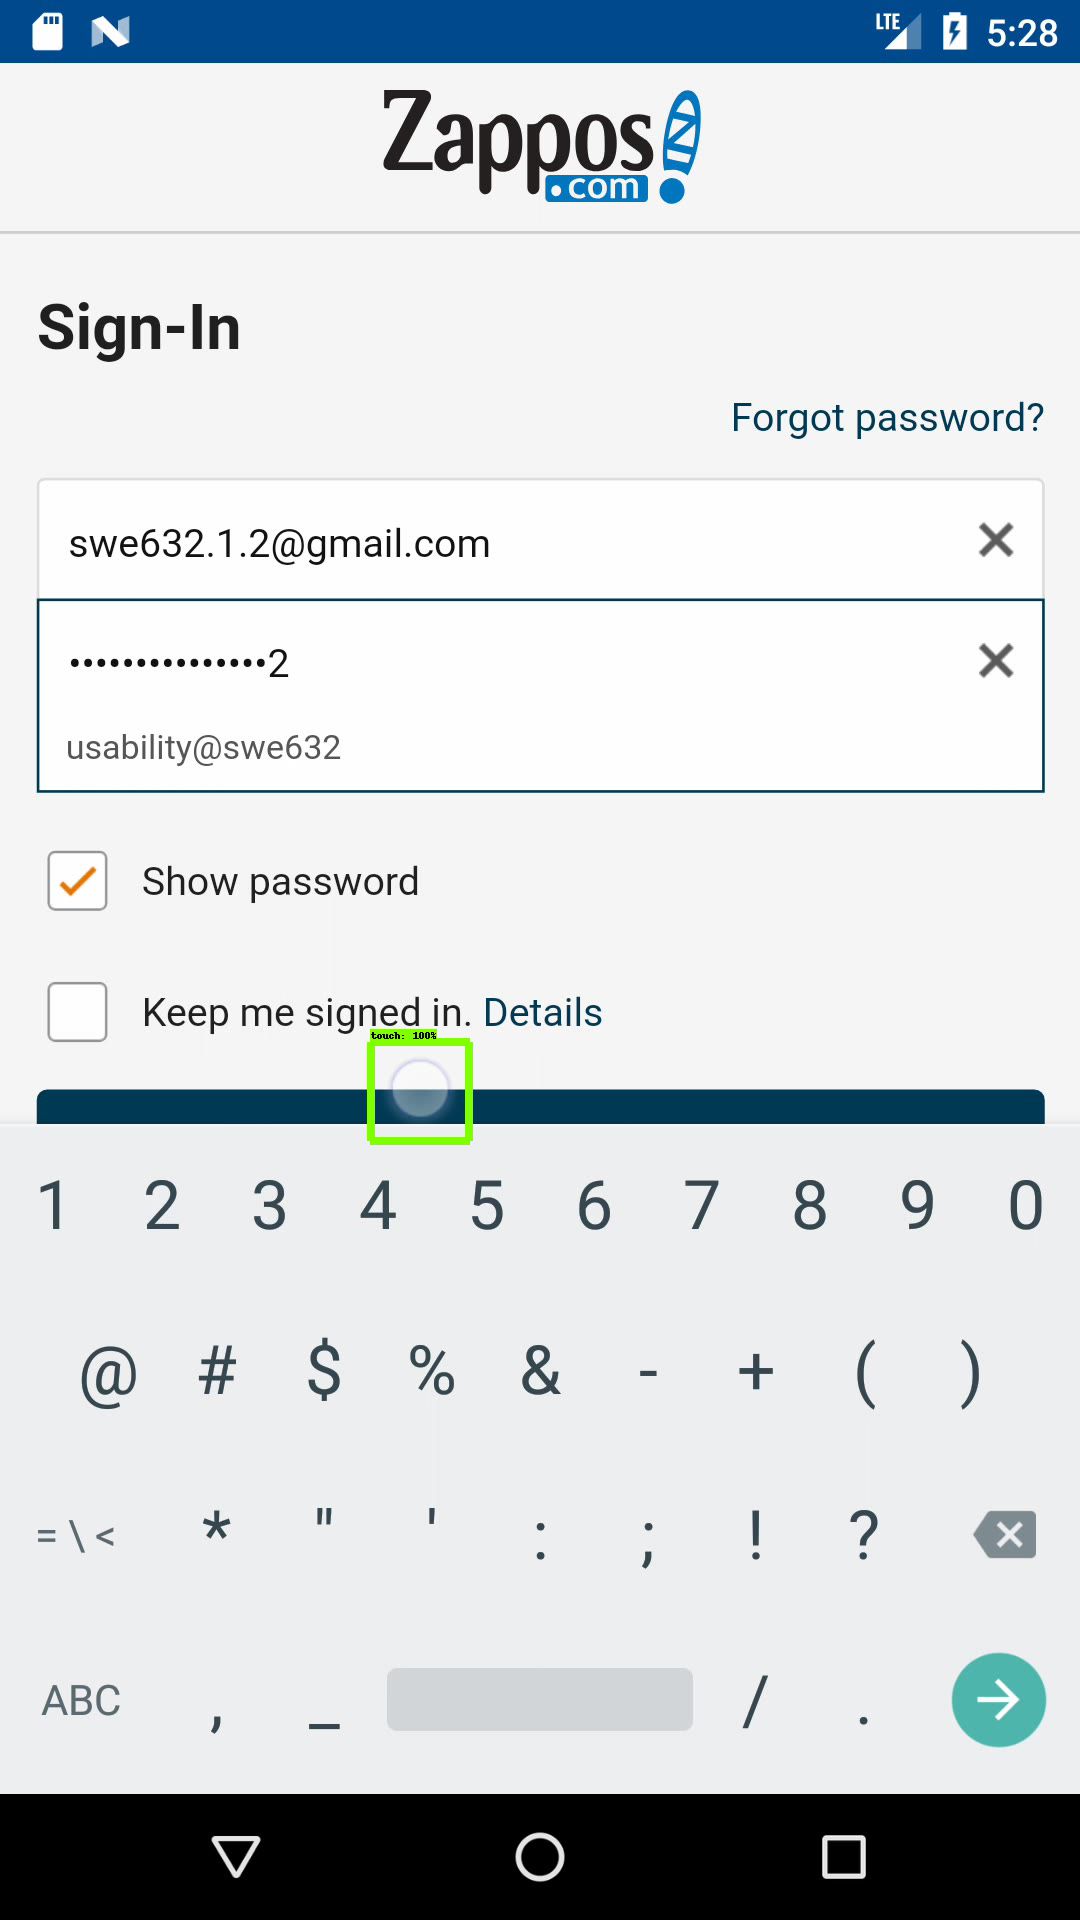 LTE 5:28
Zappos
.com
Sign-In
Forgot password?
swe632.1.2@gmail.com
•••••••••••••••2
usability@swe632
Show password
Keep me signed in. Details
touch: 100%
1 2 3 4 5 6 7 8 9 0
@ # $ % & - + ( )
= \ < * " ' : ; ! ?
ABC , _ / .